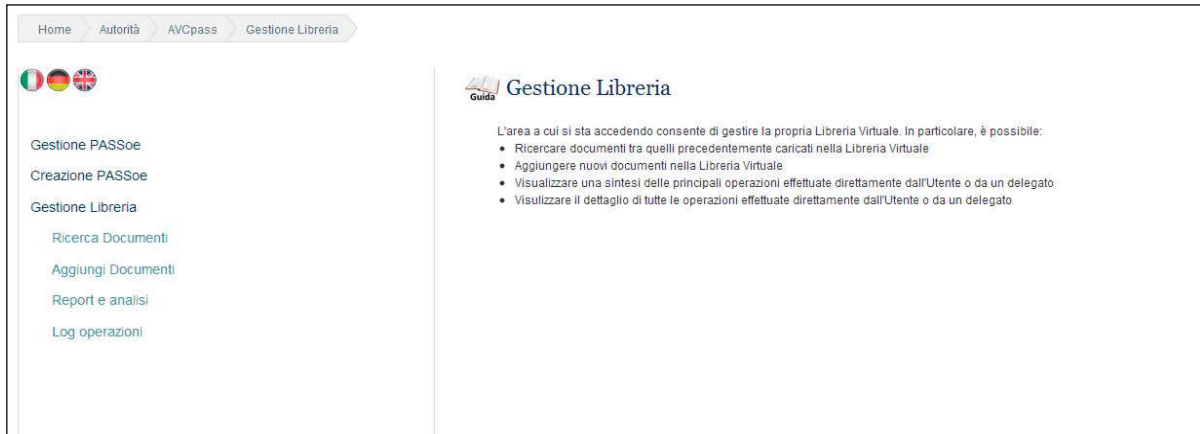 Home Autorità AVCpass Gestione Libreria
Gestione PASSoe
Creazione PASSoe
Gestione Libreria
Ricerca Documenti
Aggiungi Documenti
Report e analisi
Log operazioni
Guida Gestione Libreria
L'area a cui si sta accedendo consente di gestire la propria Libreria Virtuale. In particolare, è possibile:
• Ricercare documenti tra quelli precedentemente caricati nella Libreria Virtuale
• Aggiungere nuovi documenti nella Libreria Virtuale
• Visualizzare una sintesi delle principali operazioni effettuate direttamente dall'Utente o da un delegato
• Visulizzare il dettaglio di tutte le operazioni effettuate direttamente dall'Utente o da un delegato